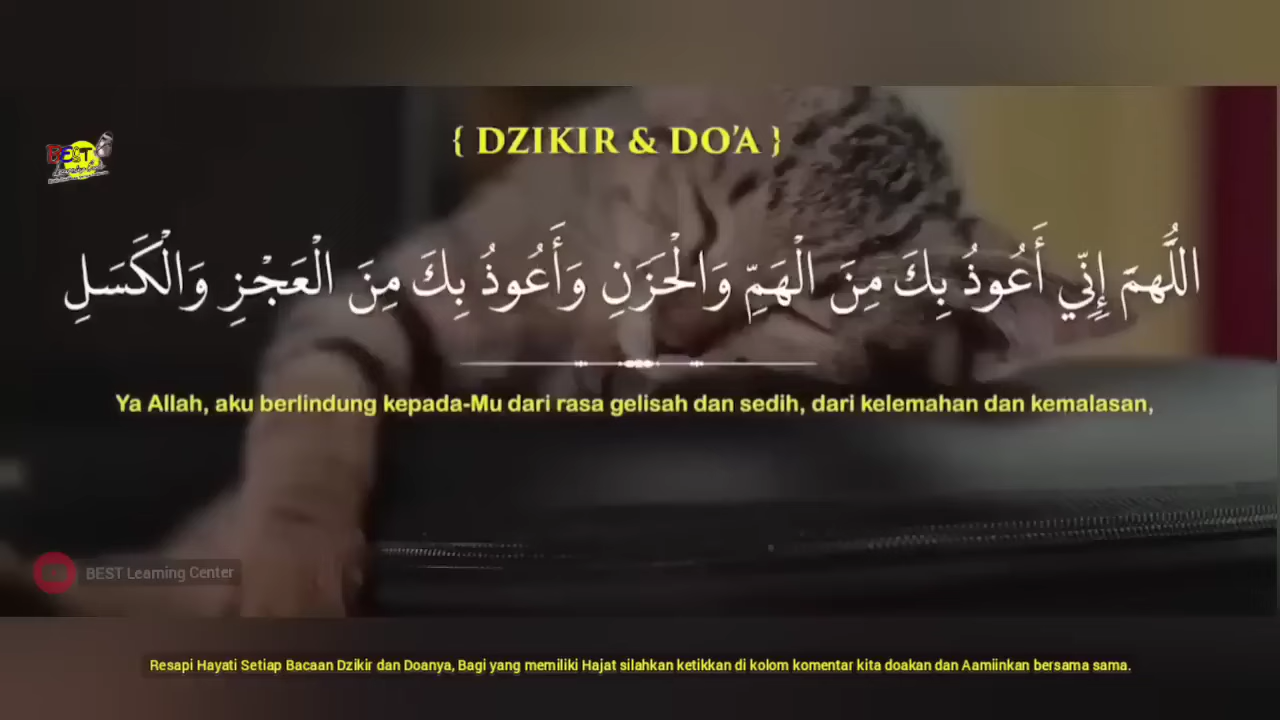 { DZIKIR & DO'A }
BEST
اللَّهمَّ إِنِّي أَعُوذُ بِكَ مِنَ الْهَمِّ وَالْحَزَنِ وَأَعُوذُ بِكَ مِنَ الْعَجْزِ وَالْكَسَلِ
Ya Allah, aku berlindung kepada-Mu dari rasa gelisah dan sedih, dari kelemahan dan kemalasan,
BEST Learning Center
Resapi Hayati Setiap Bacaan Dzikir dan Doanya, Bagi yang memiliki Hajat silahkan ketikkan di kolom komentar kita doakan dan Aamiinkan bersama sama.